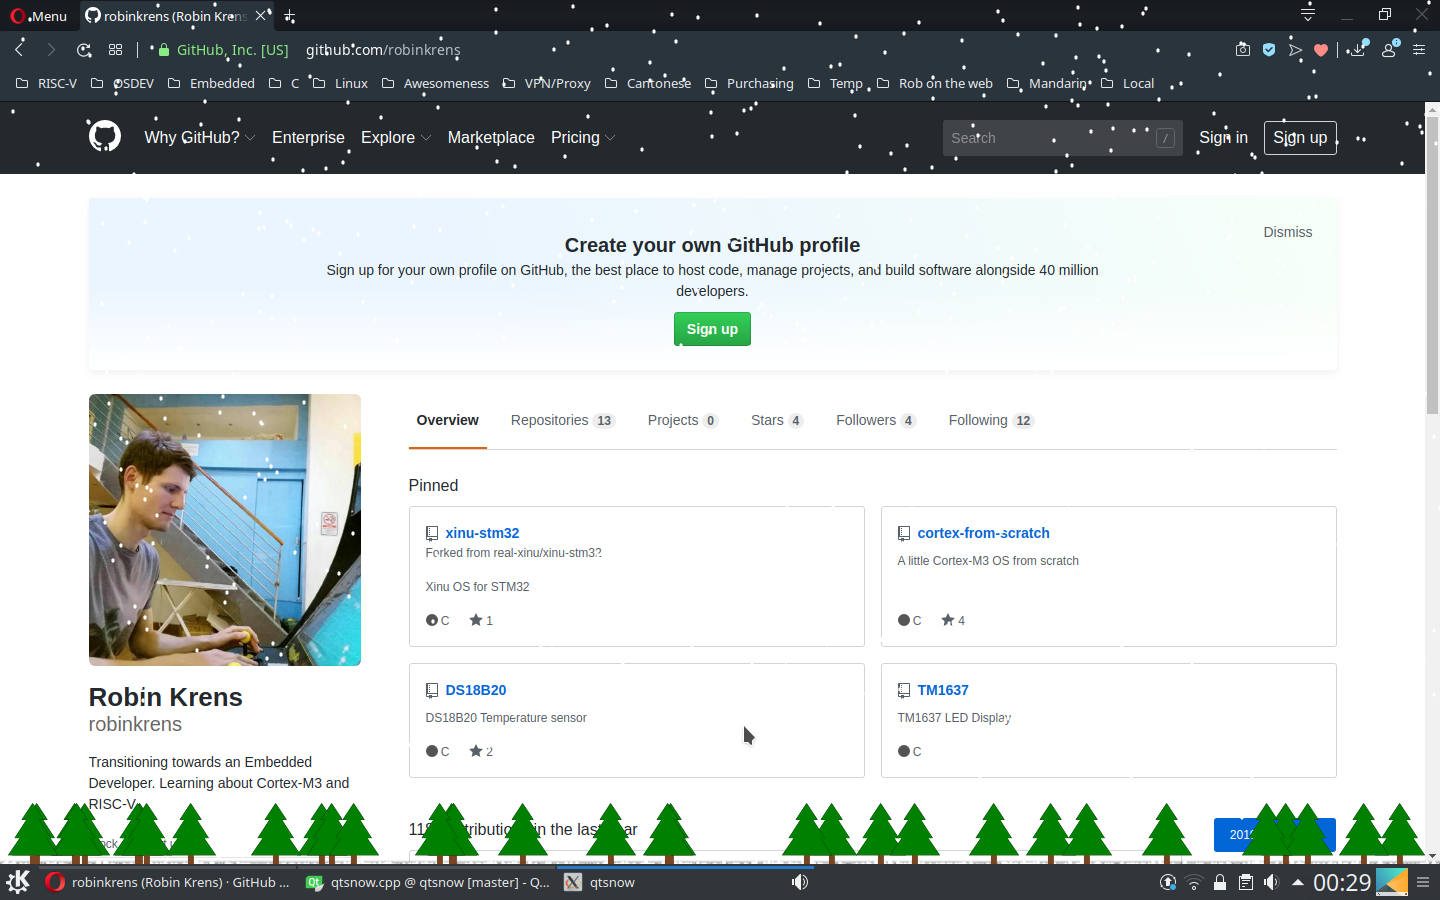 Menu
robinkrens (Robin Krens
GitHub, Inc. [US] github.com/robinkrens
RISC-V OSDEV Embedded C Linux Awesomeness VPN/Proxy Cantonese Purchasing Temp Rob on the web Mandarin Local
Why GitHub? Enterprise Explore Marketplace Pricing Search / Sign in Sign up
Dismiss
Create your own GitHub profile
Sign up for your own profile on GitHub, the best place to host code, manage projects, and build software alongside 40 million
developers.
Sign up
Overview Repositories 13 Projects 0 Stars 4 Followers 4 Following 12
Pinned
xinu-stm32
Forked from real-xinu/xinu-stm32
Xinu OS for STM32
C 1
cortex-from-scratch
A little Cortex-M3 OS from scratch
C 4
DS18B20
DS18B20 Temperature sensor
C 2
TM1637
TM1637 LED Display
C
Robin Krens
robinkrens
Transitioning towards an Embedded
Developer. Learning about Cortex-M3 and
RISC-V
in the last
robinkrens (Robin Krens) · GitHub ... qtsnow.cpp @ qtsnow [master] - Q... qtsnow 00:29